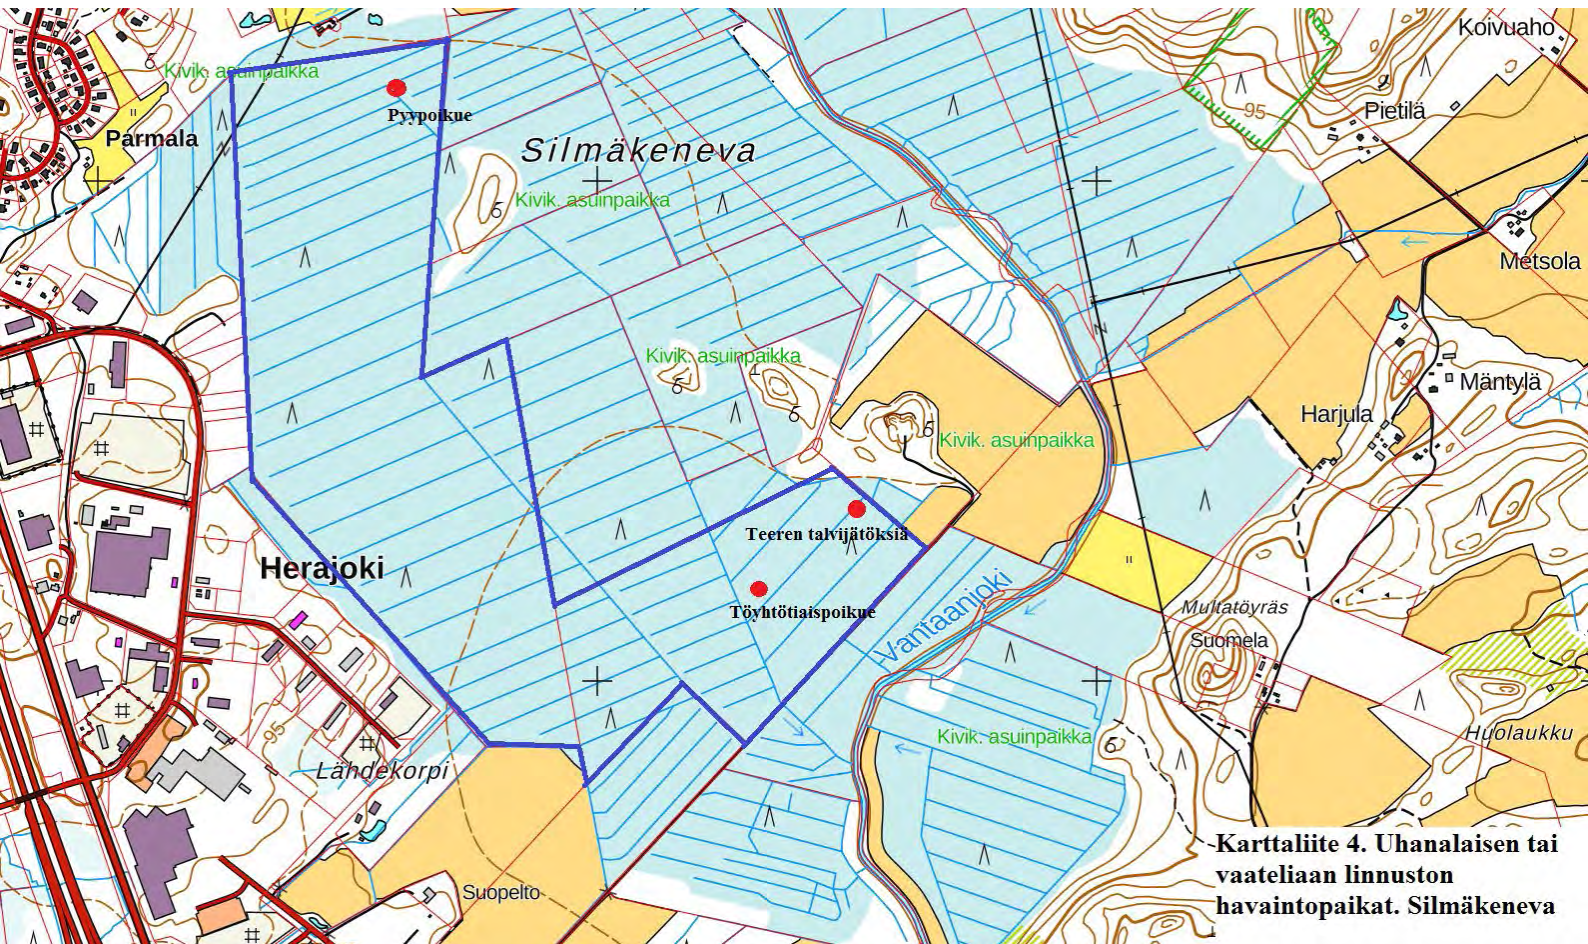 Koivuaho
Kivik. asuinpaikka
Pyypoikue
95
Pietilä
Parmala
Silmäkeneva
Kivik. asuinpaikka
Metsola
Kivik. asuinpaikka
Mäntylä
Harjula
Kivik. asuinpaikka
Teeren talvijätöksiä
Herajoki
Töyhtötiaispoikue
Vantaanjoki
Multatöyräs
Suomela
95
Kivik. asuinpaikka
Huolaukku
Lähdekorpi
Suopelto
Karttaliite 4. Uhanalaisen tai
vaateliaan linnuston
havaintopaikat. Silmäkeneva